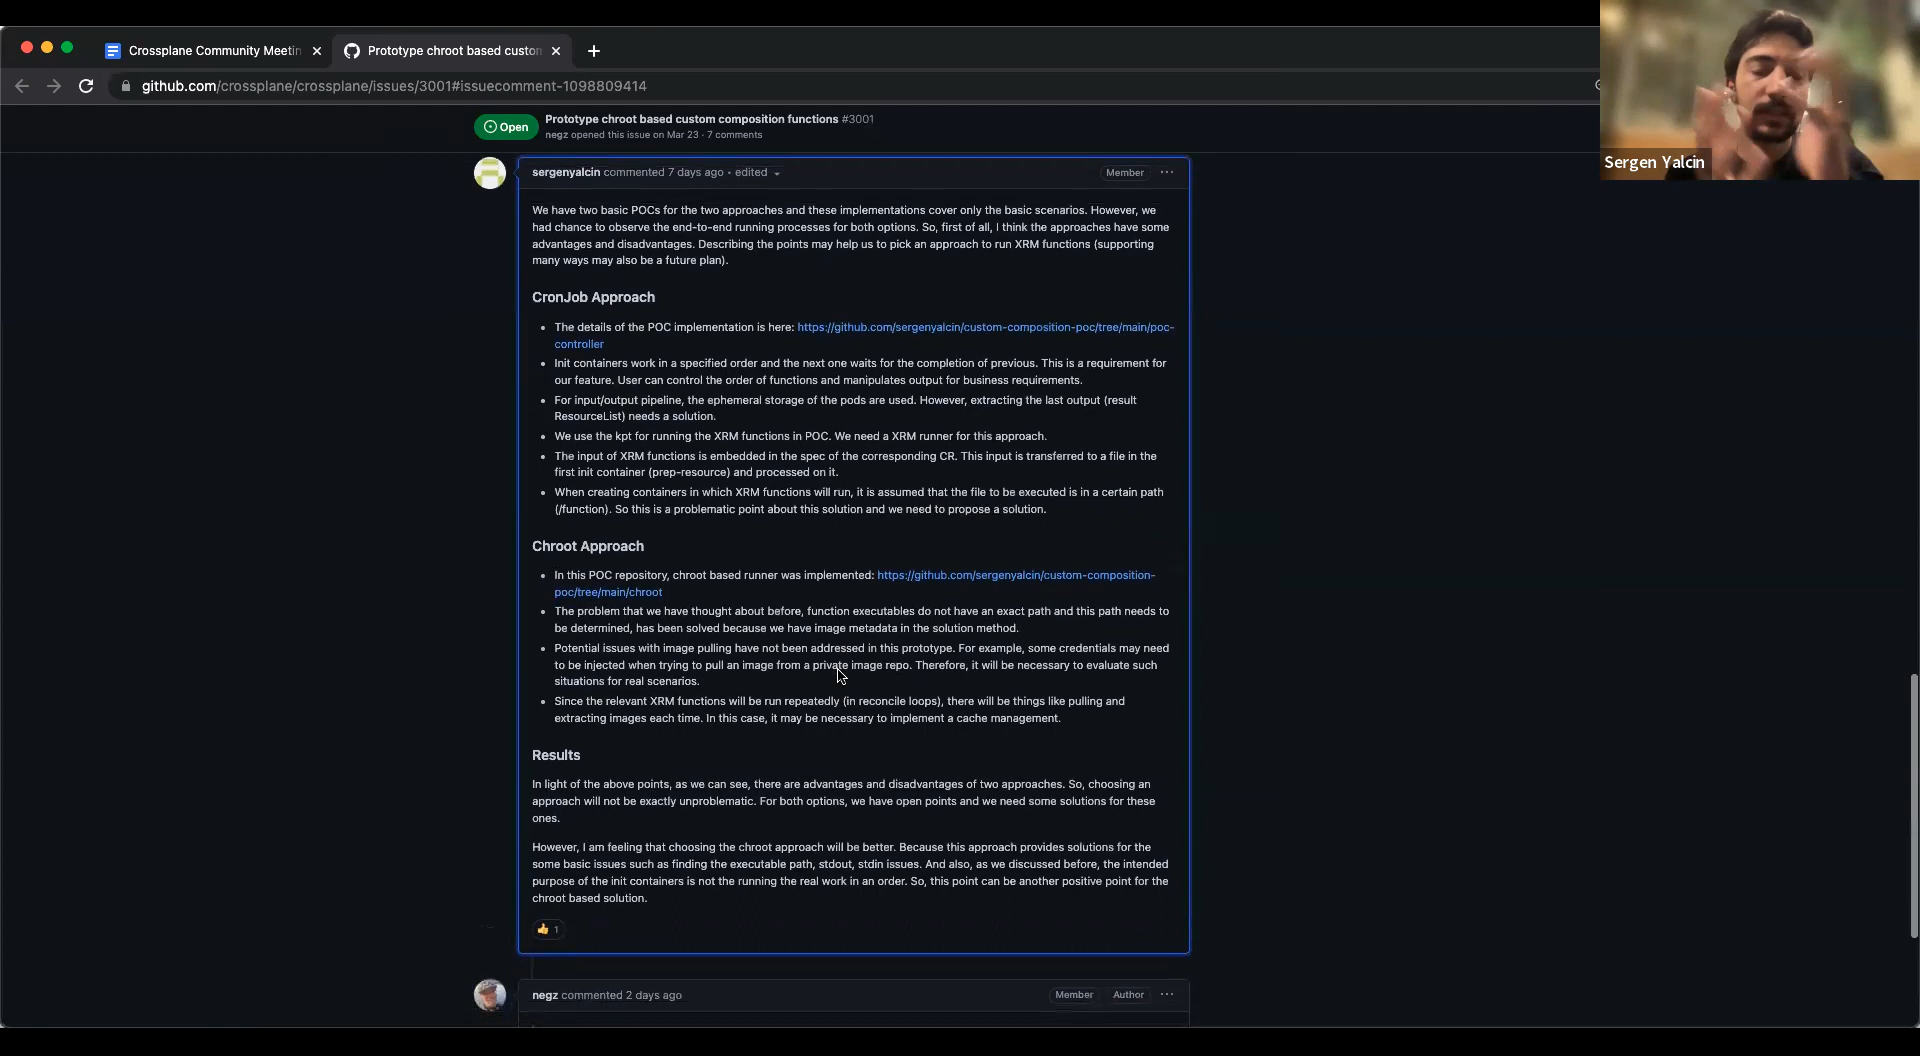 Crossplane Community Meetin
Prototype chroot based custo
github.com/crossplane/crossplane/issues/3001#issuecomment-1098809414
Sergen Yalcin
Open
Prototype chroot based custom composition functions #3001
negz opened this issue on Mar 23 · 7 comments
sergenyalcin commented 7 days ago • edited
Member
We have two basic POCs for the two approaches and these implementations cover only the basic scenarios. However, we
had chance to observe the end-to-end running processes for both options. So, first of all, I think the approaches have some
advantages and disadvantages. Describing the points may help us to pick an approach to run XRM functions (supporting
many ways may also be a future plan).
CronJob Approach
• The details of the POC implementation is here: https://github.com/sergenyalcin/custom-composition-poc/tree/main/poc-
controller
• Init containers work in a specified order and the next one waits for the completion of previous. This is a requirement for
our feature. User can control the order of functions and manipulates output for business requirements.
• For input/output pipeline, the ephemeral storage of the pods are used. However, extracting the last output (result
ResourceList) needs a solution.
• We use the kpt for running the XRM functions in POC. We need a XRM runner for this approach.
• The input of XRM functions is embedded in the spec of the corresponding CR. This input is transferred to a file in the
first init container (prep-resource) and processed on it.
• When creating containers in which XRM functions will run, it is assumed that the file to be executed is in a certain path
(/function). So this is a problematic point about this solution and we need to propose a solution.
Chroot Approach
• In this POC repository, chroot based runner was implemented: https://github.com/sergenyalcin/custom-composition-
poc/tree/main/chroot
• The problem that we have thought about before, function executables do not have an exact path and this path needs to
be determined, has been solved because we have image metadata in the solution method.
• Potential issues with image pulling have not been addressed in this prototype. For example, some credentials may need
to be injected when trying to pull an image from a private image repo. Therefore, it will be necessary to evaluate such
situations for real scenarios.
• Since the relevant XRM functions will be run repeatedly (in reconcile loops), there will be things like pulling and
extracting images each time. In this case, it may be necessary to implement a cache management.
Results
In light of the above points, as we can see, there are advantages and disadvantages of two approaches. So, choosing an
approach will not be exactly unproblematic. For both options, we have open points and we need some solutions for these
ones.
However, I am feeling that choosing the chroot approach will be better. Because this approach provides solutions for the
some basic issues such as finding the executable path, stdout, stdin issues. And also, as we discussed before, the intended
purpose of the init containers is not the running the real work in an order. So, this point can be another positive point for the
chroot based solution.
1
negz commented 2 days ago
Member
Author